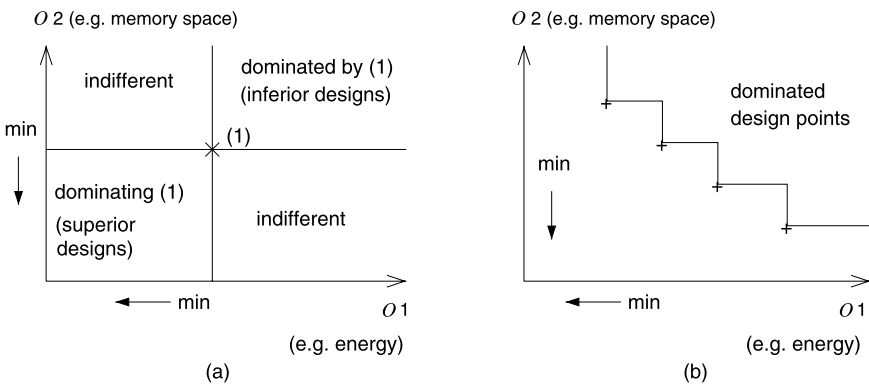 O 2 (e.g. memory space)
indifferent
dominated by (1)
(inferior designs)
min
(1)
dominating (1)
(superior
designs)
indifferent
min
O 1
(e.g. energy)
(a)
O 2 (e.g. memory space)
dominated
design points
min
min
O 1
(e.g. energy)
(b)